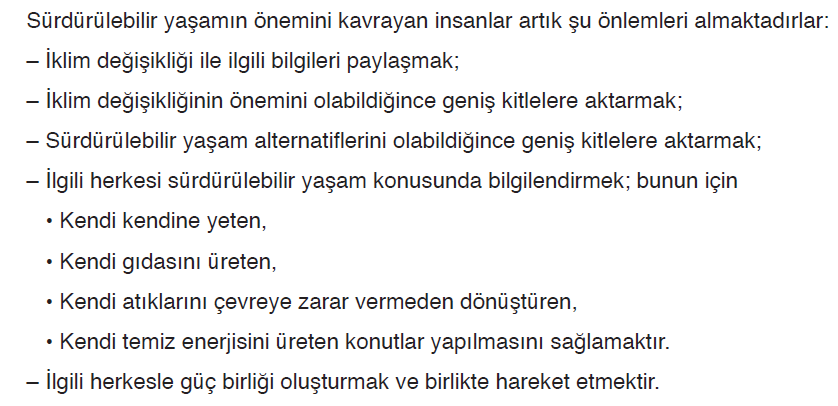 Sürdürülebilir yaşamın önemini kavrayan insanlar artık şu önlemleri almaktadırlar:
– İklim değişikliği ile ilgili bilgileri paylaşmak;
– İklim değişikliğinin önemini olabildiğince geniş kitlelere aktarmak;
– Sürdürülebilir yaşam alternatiflerini olabildiğince geniş kitlelere aktarmak;
– İlgili herkesi sürdürülebilir yaşam konusunda bilgilendirmek; bunun için
• Kendi kendine yeten,
• Kendi gıdasını üreten,
• Kendi atıklarını çevreye zarar vermeden dönüştüren,
• Kendi temiz enerjisini üreten konutlar yapılmasını sağlamaktır.
– İlgili herkesle güç birliği oluşturmak ve birlikte hareket etmektir.